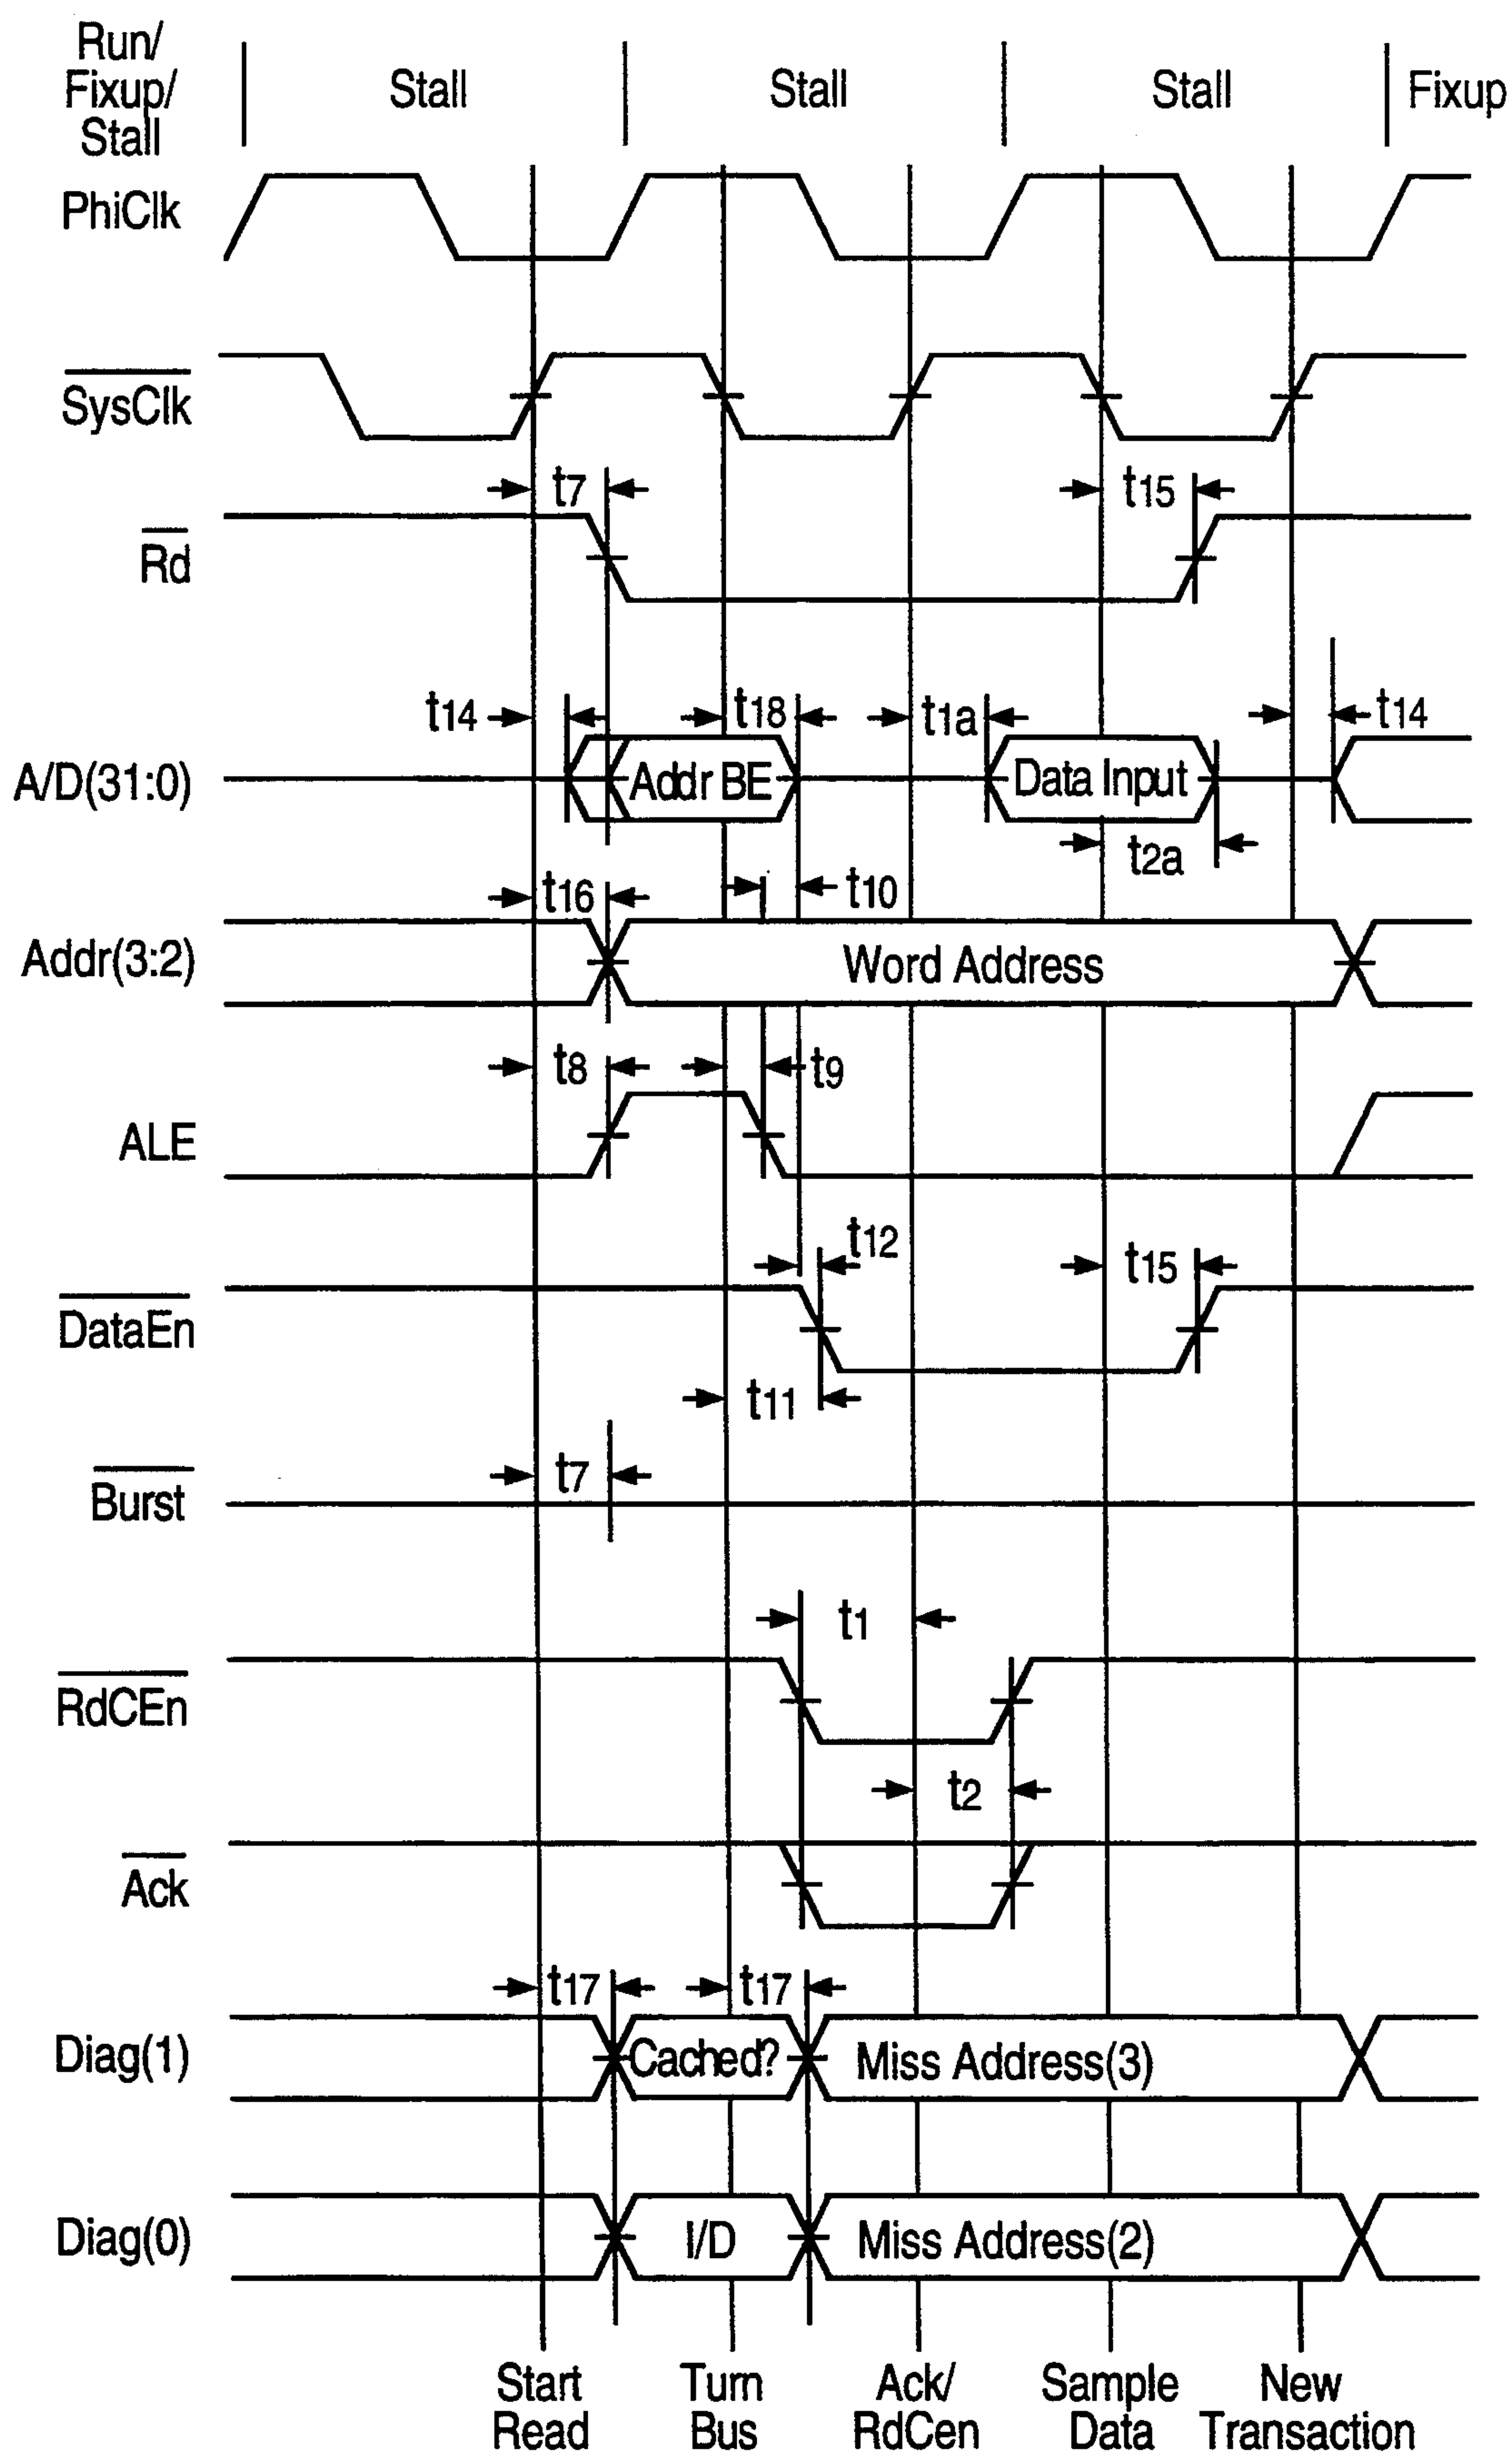 Run/
Fixup/
Stall
Stall
Stall
Stall
Fixup
PhiClk
SysClk
t7
t15
Rd
t14
t18
t1a
t14
A/D(31:0)
Addr BE
Data Input
t2a
t16
t10
Addr(3:2)
Word Address
t8
t9
ALE
t12
t15
DataEn
t11
t7
Burst
t1
RdCEn
t2
Ack
t17
t17
Diag(1)
Cached?
Miss Address(3)
Diag(0)
I/D
Miss Address(2)
Start
Read
Turn
Bus
Ack/
RdCen
Sample
Data
New
Transaction